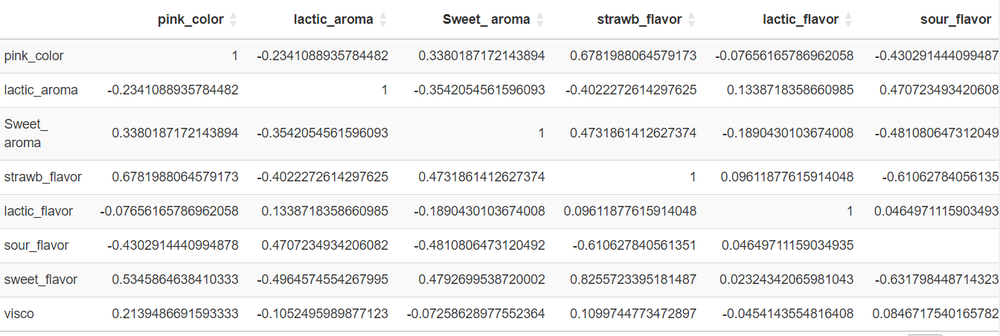 pink_color lactic_aroma Sweet_ aroma strawb_flavor lactic_flavor sour_flavor
pink_color 1 -0.2341088935784482 0.3380187172143894 0.6781988064579173 -0.07656165786962058 -0.430291444099487
lactic_aroma -0.2341088935784482 1 -0.3542054561596093 -0.4022272614297625 0.1338718358660985 0.470723493420608
Sweet_
aroma 0.3380187172143894 -0.3542054561596093 1 0.4731861412627374 -0.1890430103674008 -0.481080647312049
strawb_flavor 0.6781988064579173 -0.4022272614297625 0.4731861412627374 1 0.09611877615914048 -0.61062784056135
lactic_flavor -0.07656165786962058 0.1338718358660985 -0.1890430103674008 0.09611877615914048 1 0.0464971115903493
sour_flavor -0.4302914440994878 0.4707234934206082 -0.4810806473120492 -0.610627840561351 0.04649711159034935
sweet_flavor 0.5345864638410333 -0.4964574554267995 0.4792699538720002 0.8255723395181487 0.02324342065981043 -0.631798448714323
visco 0.2139486691593333 -0.1052495989877123 -0.07258628977552364 0.1099744773472897 -0.0454143554816408 0.0846717540165782